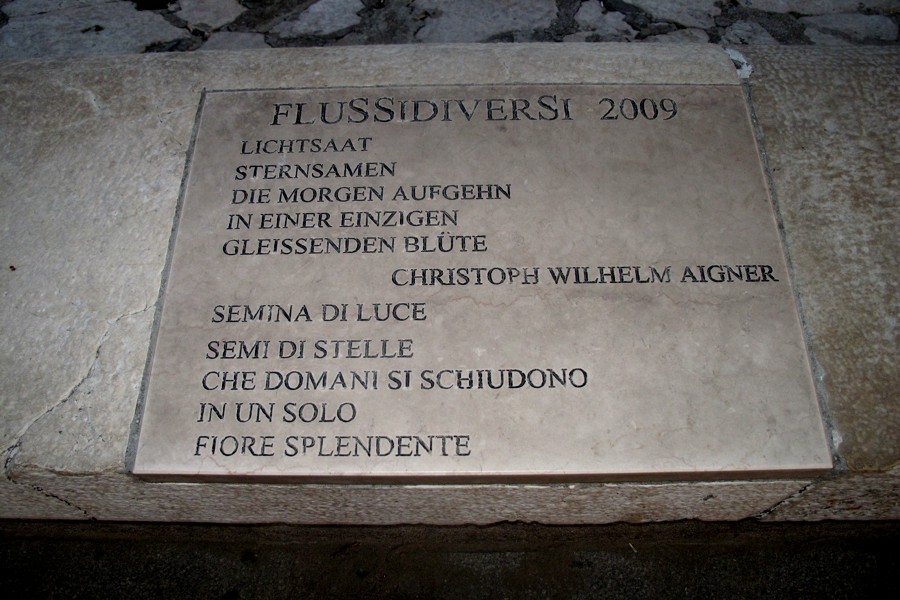 FLUSSIDIVERSI 2009
LICHTSAAT
STERNSAMEN
DIE MORGEN AUFGEHN
IN EINER EINZIGEN
GLEISSENDEN BLÜTE
CHRISTOPH WILHELM AIGNER
SEMINA DI LUCE
SEMI DI STELLE
CHE DOMANI SI SCHIUDONO
IN UN SOLO
FIORE SPLENDENTE